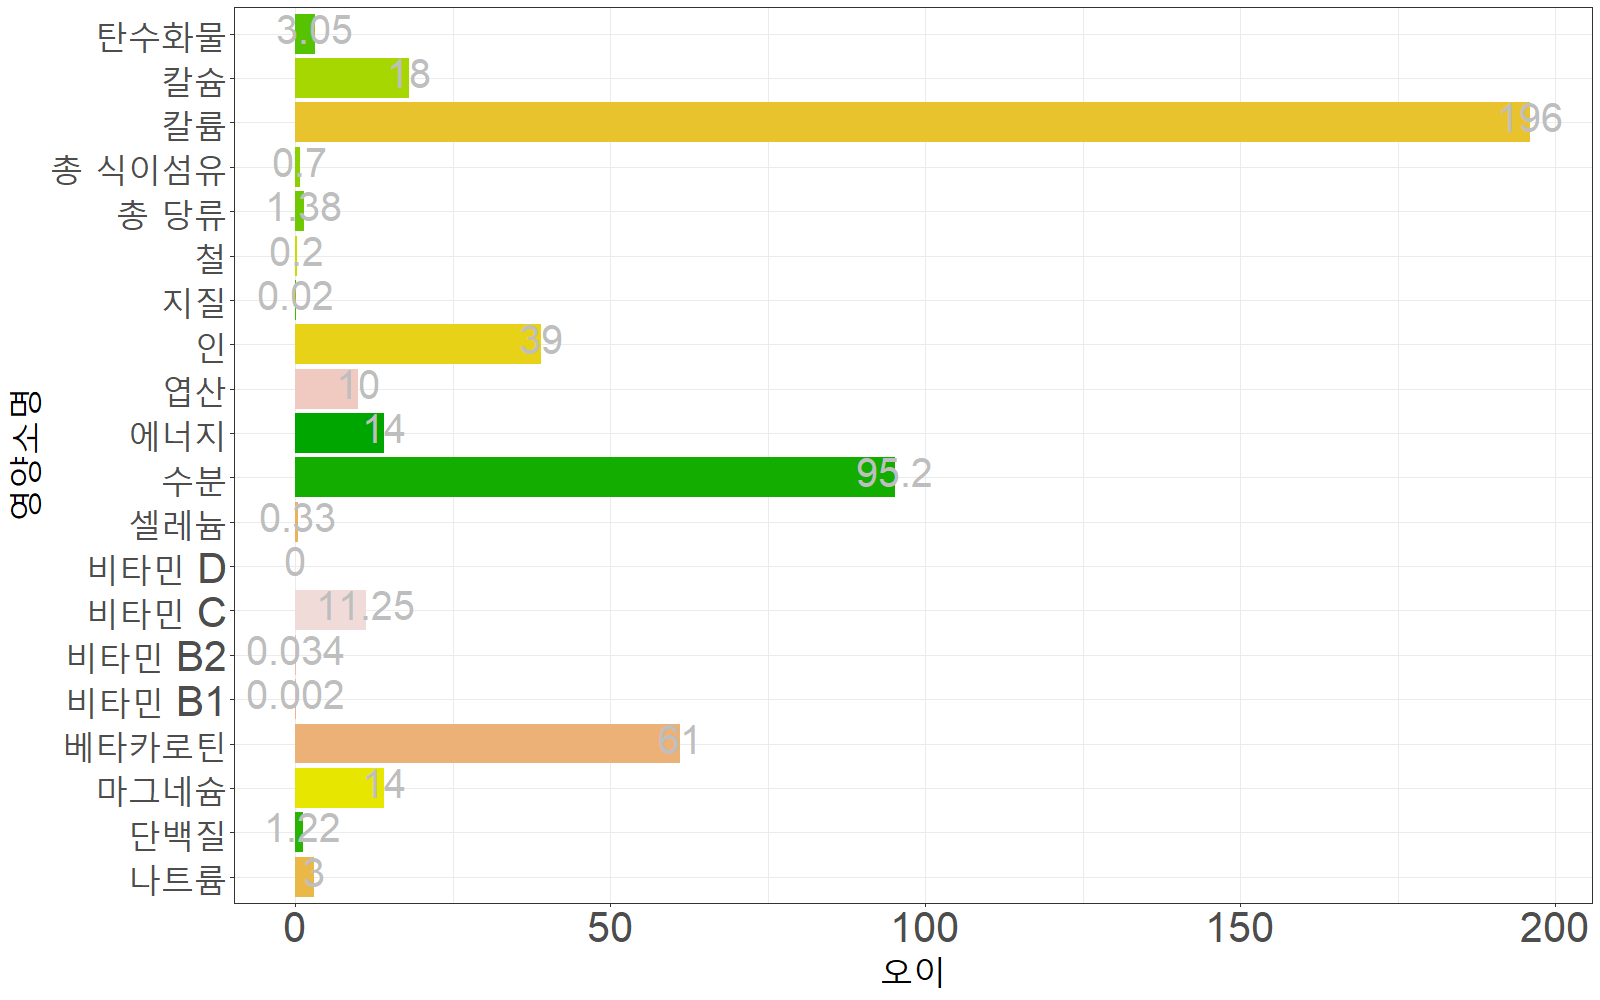 영양소명
탄수화물 3.05
칼슘 18
칼륨 196
총 식이섬유 0.7
총 당류 1.38
철 0.2
지질 0.02
인 39
엽산 10
에너지 14
수분 95.2
셀레늄 0.33
비타민 D 0
비타민 C 11.25
비타민 B2 0.034
비타민 B1 0.002
베타카로틴 61
마그네슘 14
단백질 1.22
나트륨 3
0 50 100 150 200
오이